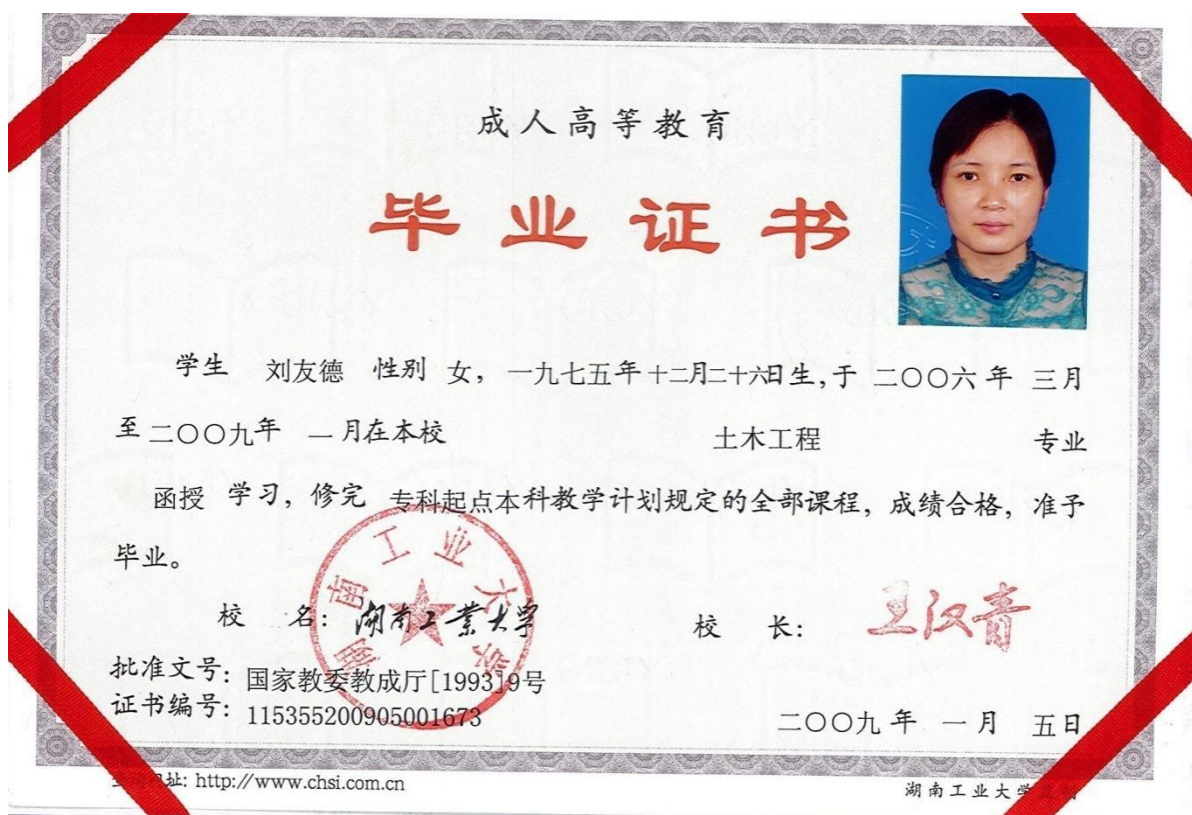 成人高等教育
毕业证书
学生 刘友德 性别 女，一九七五年十二月二十六日生，于 二〇〇六年 三月
至二〇〇九年 一月在本校 土木工程 专业
函授 学习，修完 专科起点本科教学计划规定的全部课程，成绩合格，准予
毕业。
校 名：湖南工业大学
湖南工业大学
校 长：王汉青
批准文号：国家教委教成厅[1993]9号
证书编号：115355200905001673
二〇〇九年 一月 五日
网址: http://www.chsi.com.cn
湖南工业大学